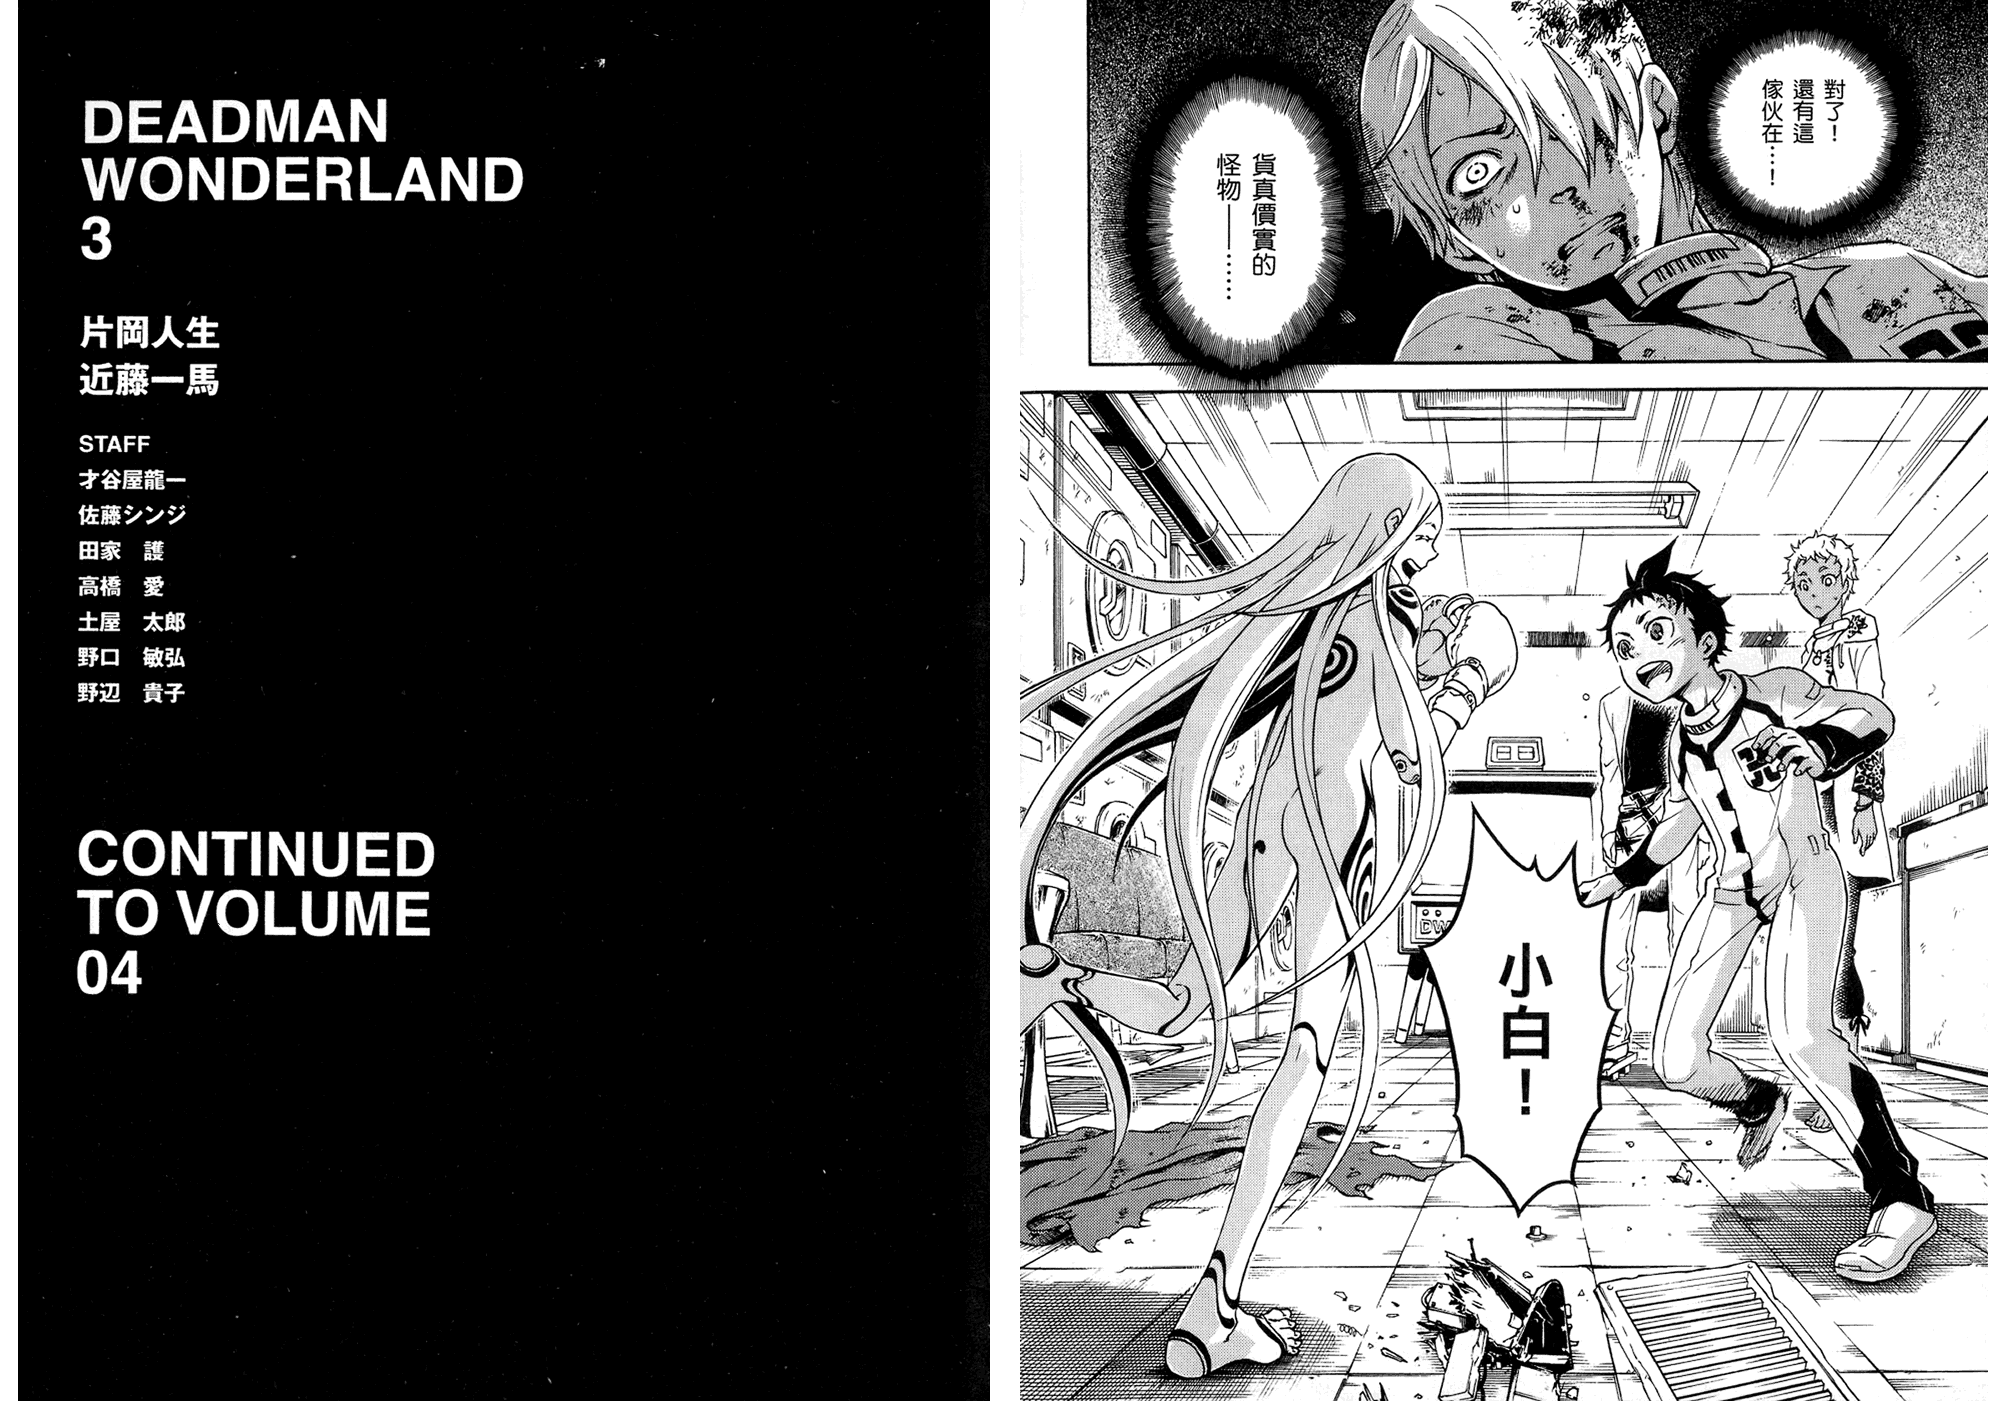 對了！
還有這
傢伙在…！
貨真價實的
怪物——……
小白！
DW
DEADMAN
WONDERLAND
3
片岡人生
近藤一馬
STAFF
才谷屋龍一
佐藤シンジ
田家　護
高橋　愛
土屋　太郎
野口　敏弘
野辺　貴子
CONTINUED
TO VOLUME
04